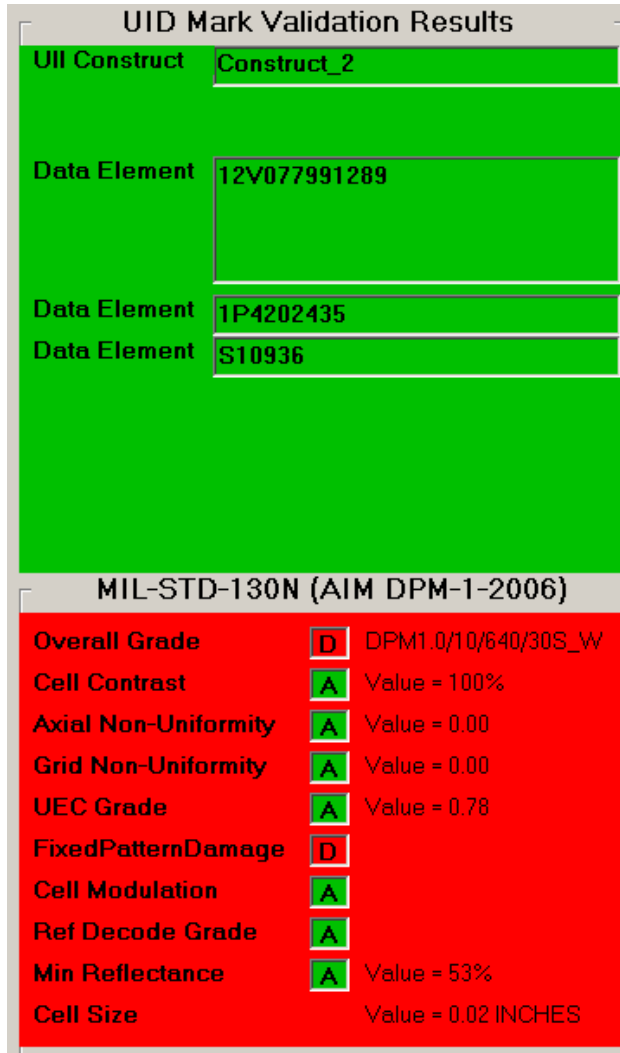 UID Mark Validation Results
UII Construct Construct_2
Data Element 12V077991289
Data Element 1P4202435
Data Element S10936
MIL-STD-130N (AIM DPM-1-2006)
Overall Grade D DPM1.0/10/640/30S_W
Cell Contrast A Value = 100%
Axial Non-Uniformity A Value = 0.00
Grid Non-Uniformity A Value = 0.00
UEC Grade A Value = 0.78
FixedPatternDamage D
Cell Modulation A
Ref Decode Grade A
Min Reflectance A Value = 53%
Cell Size Value = 0.02 INCHES